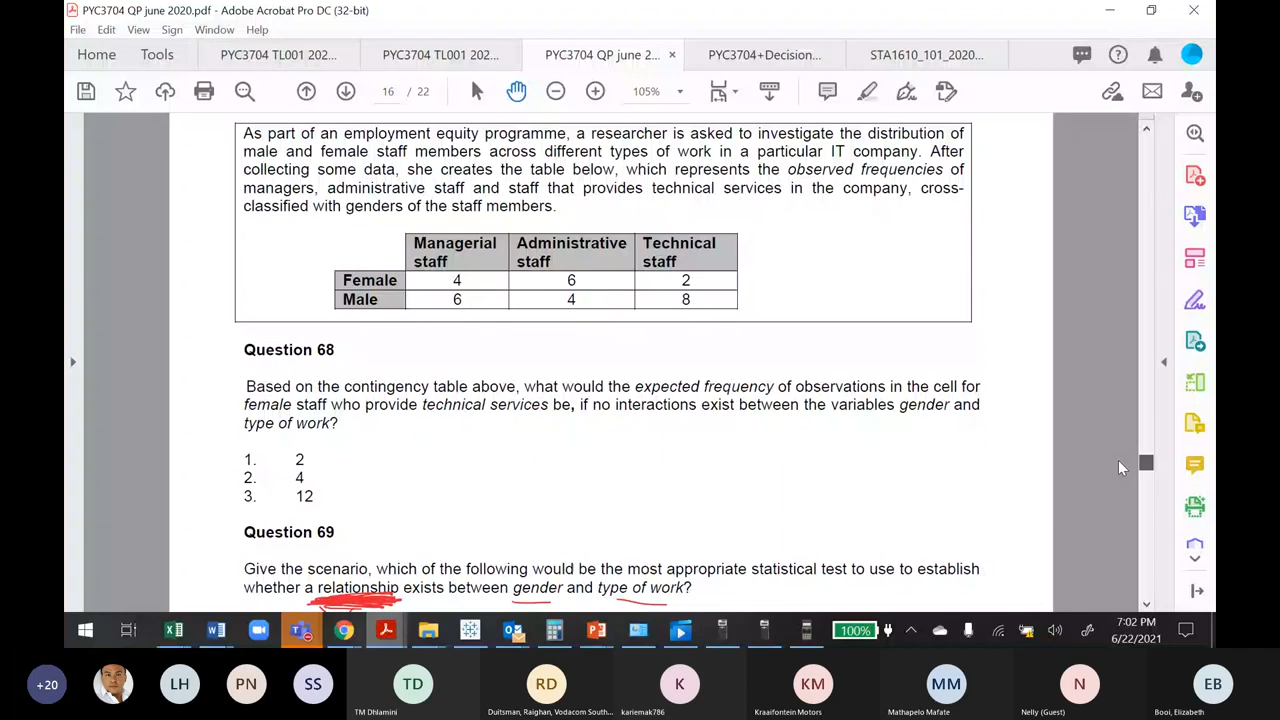 PYC3704 QP june 2020.pdf - Adobe Acrobat Pro DC (32-bit)
File Edit View Sign Window Help
Home Tools PYC3704 TL001 202... PYC3704 TL001 202... PYC3704 QP june 2... × PYC3704+Decision... STA1610_101_2020...
16 / 22 105%
As part of an employment equity programme, a researcher is asked to investigate the distribution of
male and female staff members across different types of work in a particular IT company. After
collecting some data, she creates the table below, which represents the observed frequencies of
managers, administrative staff and staff that provides technical services in the company, cross-
classified with genders of the staff members.
Managerial staff Administrative staff Technical staff
Female 4 6 2
Male 6 4 8
Question 68
Based on the contingency table above, what would the expected frequency of observations in the cell for
female staff who provide technical services be, if no interactions exist between the variables gender and
type of work?
1. 2
2. 4
3. 12
Question 69
Give the scenario, which of the following would be the most appropriate statistical test to use to establish
whether a relationship exists between gender and type of work?
100% 7:02 PM
6/22/2021
+20 LH PN SS TD RD K KM MM N EB
TM Dhlamini Duitsman, Raighan, Vodacom South... kariemak786 Kraaifontein Motors Mathapelo Mafate Nelly (Guest) Booi, Elizabeth